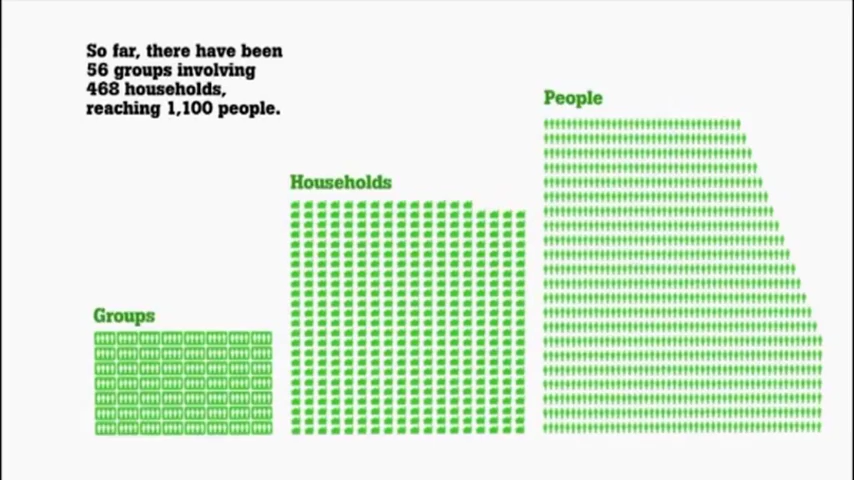 So far, there have been
56 groups involving
468 households,
reaching 1,100 people.
People
Households
Groups